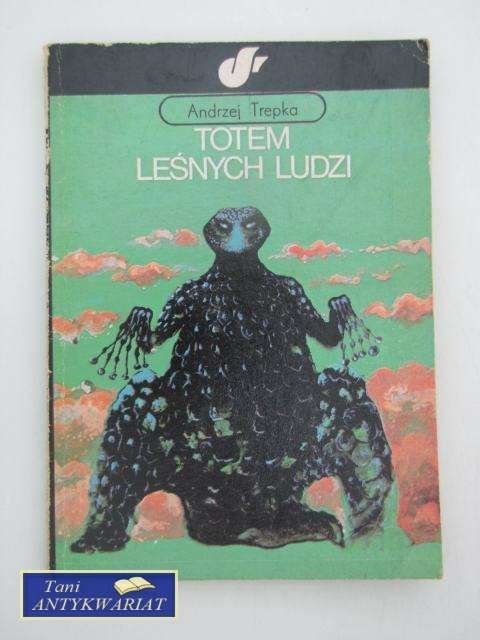 Andrzej Trepka
TOTEM
LEŚNYCH LUDZI
Tani
ANTYKWARIAT